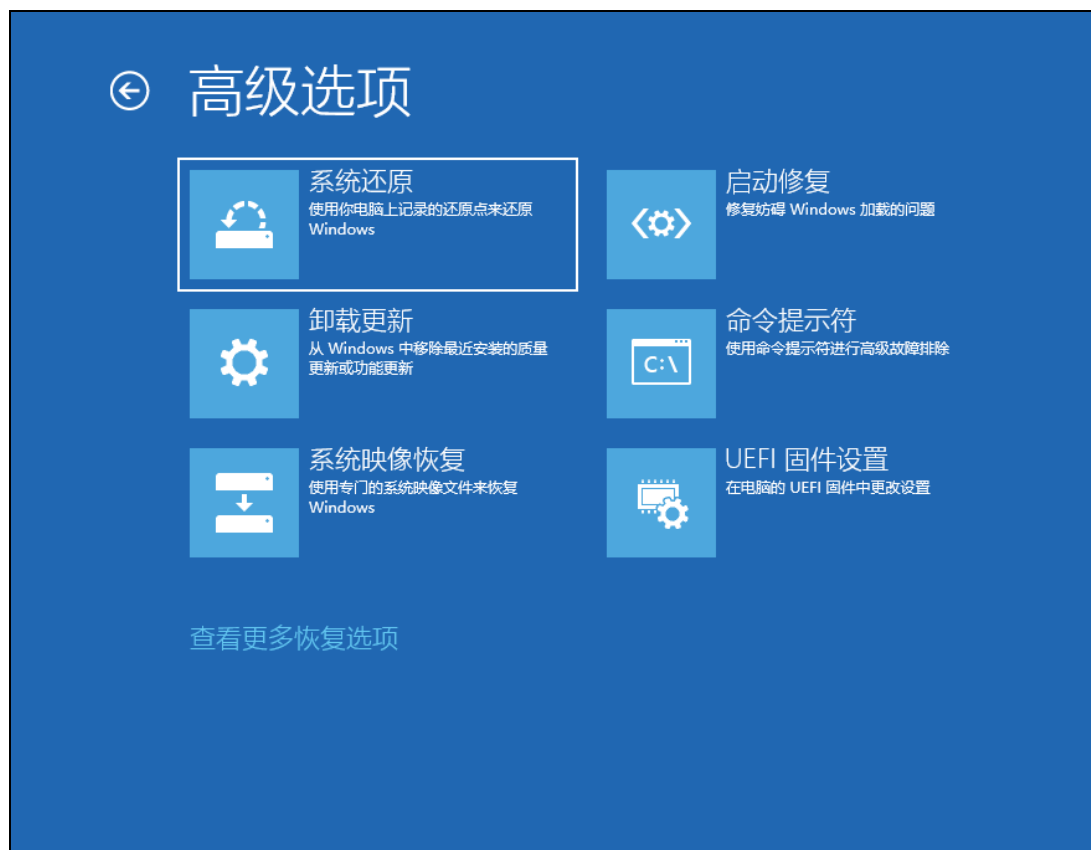 高级选项
系统还原
使用你电脑上记录的还原点来还原
Windows
启动修复
修复妨碍 Windows 加载的问题
卸载更新
从 Windows 中移除最近安装的质量
更新或功能更新
命令提示符
使用命令提示符进行高级故障排除
C:\
系统映像恢复
使用专门的系统映像文件来恢复
Windows
UEFI 固件设置
在电脑的 UEFI 固件中更改设置
查看更多恢复选项